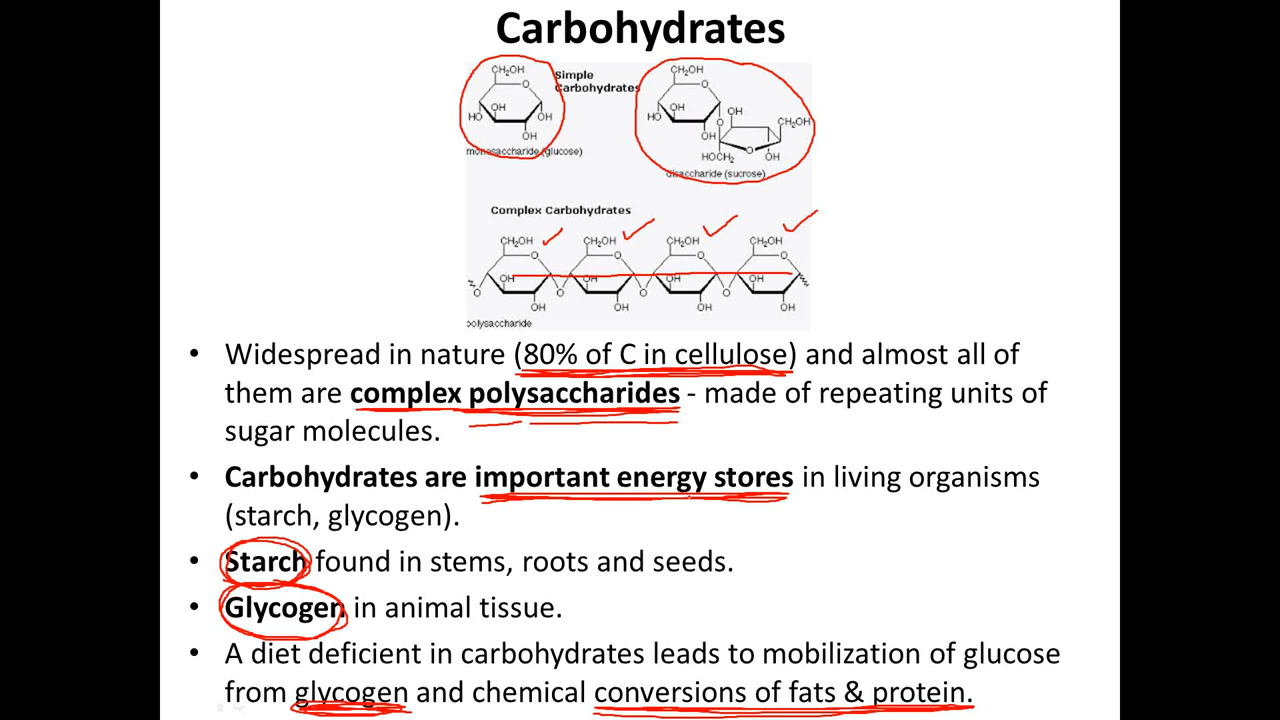 Carbohydrates
CH₂OH
O
OH
HO
OH
OH
monosaccharide (glucose)
Simple
Carbohydrates
CH₂OH
O
OH
HO
OH
O
OH
CH₂OH
HOCH₂
O
OH
disaccharide (sucrose)
Complex Carbohydrates
CH₂OH CH₂OH CH₂OH CH₂OH
O O O O
OH OH OH OH
O O O O
OH OH OH OH
polysaccharide
• Widespread in nature (80% of C in cellulose) and almost all of
them are complex polysaccharides - made of repeating units of
sugar molecules.
• Carbohydrates are important energy stores in living organisms
(starch, glycogen).
• Starch found in stems, roots and seeds.
• Glycogen in animal tissue.
• A diet deficient in carbohydrates leads to mobilization of glucose
from glycogen and chemical conversions of fats & protein.